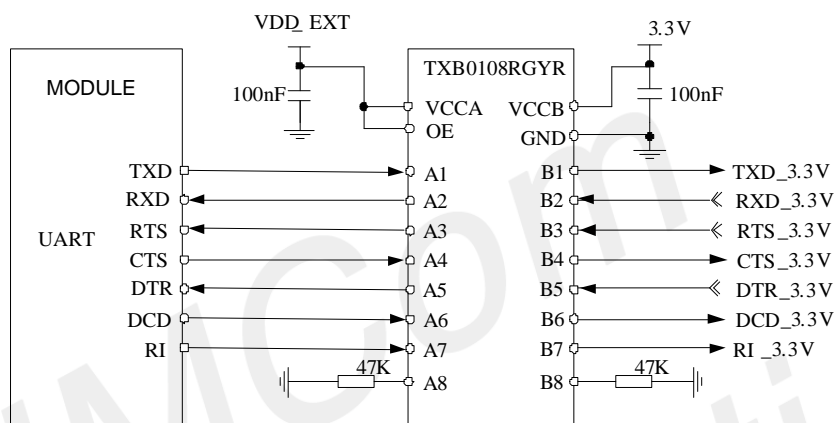 VDD_EXT
3.3V
TXB0108RGYR
MODULE
100nF
VCCA
VCCB
100nF
OE
GND
TXD
A1
B1
TXD_3.3V
RXD
A2
B2
RXD_3.3V
UART
RTS
A3
B3
RTS_3.3V
CTS
A4
B4
CTS_3.3V
DTR
A5
B5
DTR_3.3V
DCD
A6
B6
DCD_3.3V
RI
A7
B7
RI_3.3V
47K
A8
B8
47K